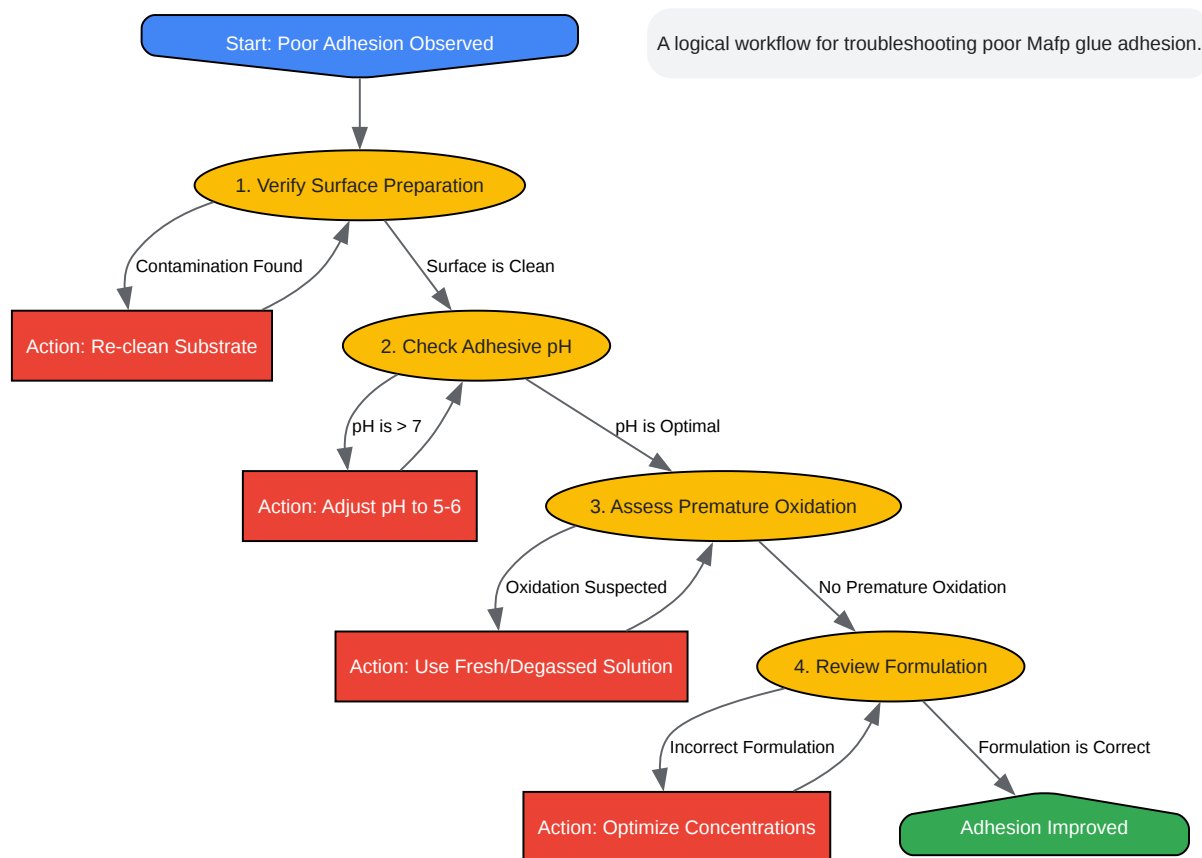 Start: Poor Adhesion Observed
A logical workflow for troubleshooting poor Mafp glue adhesion.
1. Verify Surface Preparation
Contamination Found
Surface is Clean
Action: Re-clean Substrate
2. Check Adhesive pH
pH is > 7
pH is Optimal
Action: Adjust pH to 5-6
3. Assess Premature Oxidation
Oxidation Suspected
No Premature Oxidation
Action: Use Fresh/Degassed Solution
4. Review Formulation
Incorrect Formulation
Formulation is Correct
Action: Optimize Concentrations
Adhesion Improved